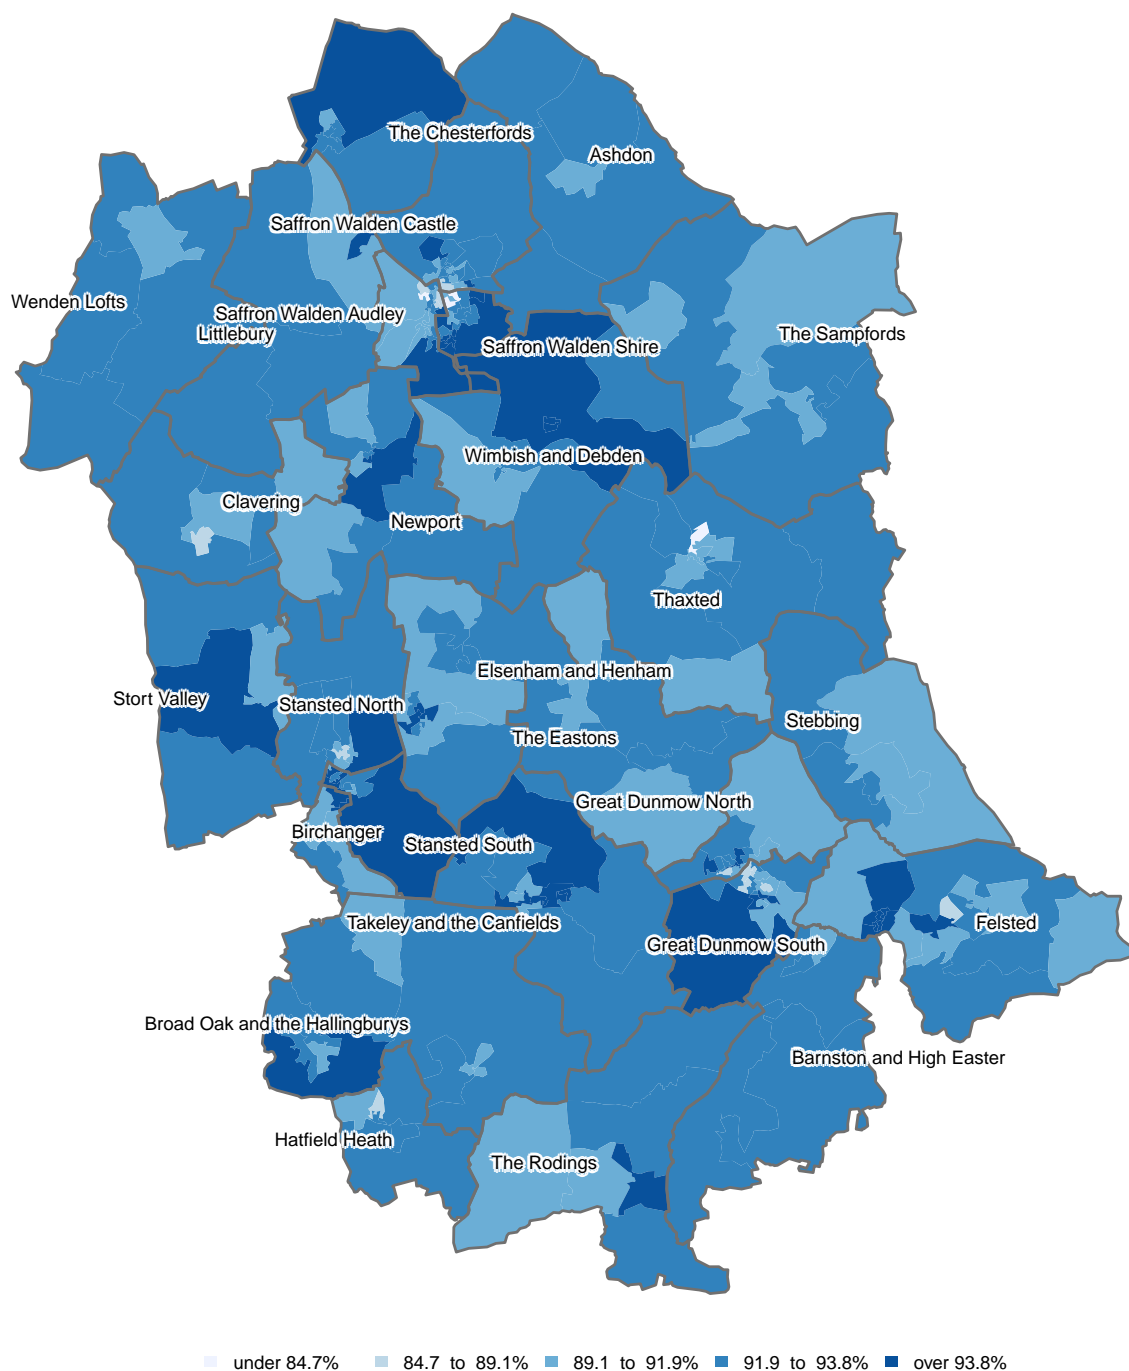 The Chesterfords
Ashdon
Saffron Walden Castle
Wenden Lofts
Saffron Walden Audley
Littlebury
The Sampfords
Saffron Walden Shire
Wimbish and Debden
Clavering
Newport
Thaxted
Elsenham and Henham
Stort Valley
Stansted North
Stebbing
The Eastons
Great Dunmow North
Birchanger
Stansted South
Takeley and the Canfields
Felsted
Great Dunmow South
Broad Oak and the Hallingburys
Barnston and High Easter
Hatfield Heath
The Rodings
under 84.7% 84.7 to 89.1% 89.1 to 91.9% 91.9 to 93.8% over 93.8%